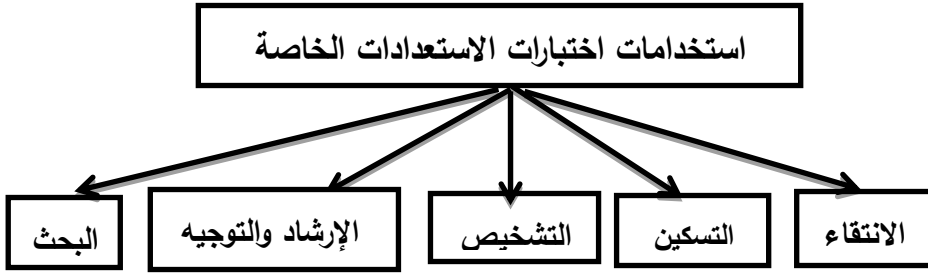 استخدامات اختبارات الاستعدادات الخاصة
الانتقاء
التسكين
التشخيص
الإرشاد والتوجيه
البحث